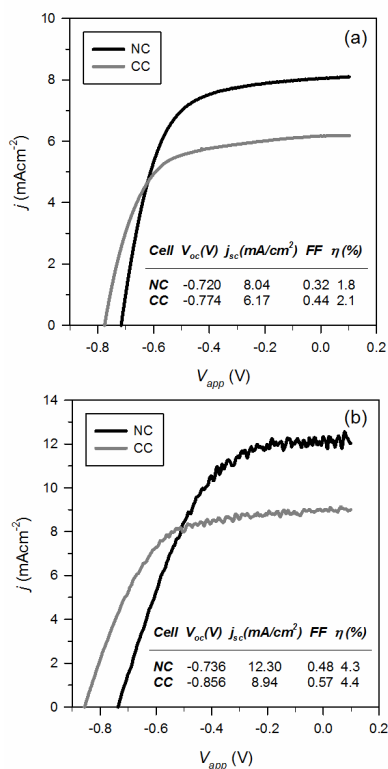 (a)
NC
CC
10
8
6
4
2
0
j (mAcm-2)
Cell Voc(V) jsc(mA/cm2) FF η (%)
NC -0.720 8.04 0.32 1.8
CC -0.774 6.17 0.44 2.1
-0.8 -0.6 -0.4 -0.2 0.0 0.2
Vapp (V)
(b)
NC
CC
14
12
10
8
6
4
2
0
j (mAcm-2)
Cell Voc(V) jsc(mA/cm2) FF η (%)
NC -0.736 12.30 0.48 4.3
CC -0.856 8.94 0.57 4.4
-0.8 -0.6 -0.4 -0.2 0.0 0.2
Vapp (V)